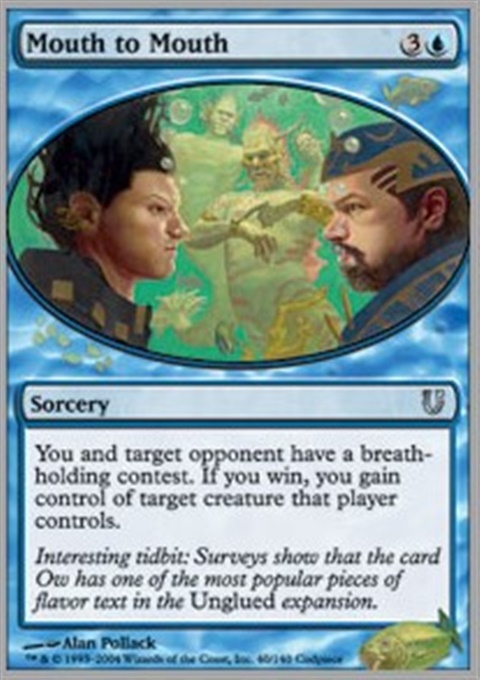 Mouth to Mouth 3
Sorcery
You and target opponent have a breath-
holding contest. If you win, you gain
control of target creature that player
controls.
Interesting tidbit: Surveys show that the card
Ow has one of the most popular pieces of
flavor text in the Unglued expansion.
Alan Pollack
™ & © 1993–2004 Wizards of the Coast, Inc. 40/140 Codpiece